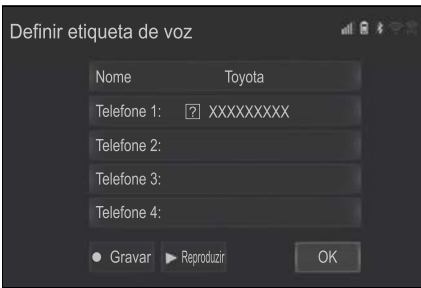 Definir etiqueta de voz
Nome Toyota
Telefone 1: ? XXXXXXXXX
Telefone 2:
Telefone 3:
Telefone 4:
Gravar Reproduzir OK